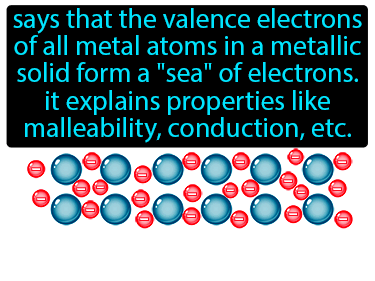 says that the valence electrons
of all metal atoms in a metallic
solid form a "sea" of electrons.
it explains properties like
malleability, conduction, etc.